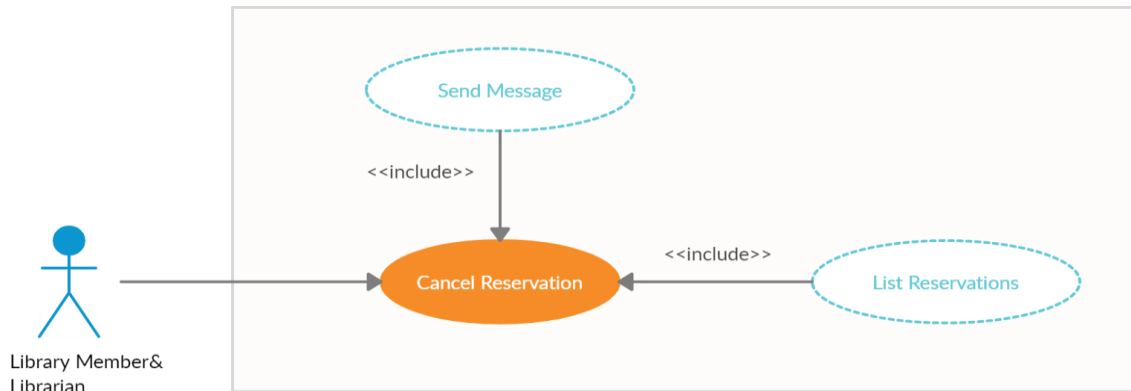 Send Message
<<include>>
<<include>>
Cancel Reservation
List Reservations
Library Member&
Librarian